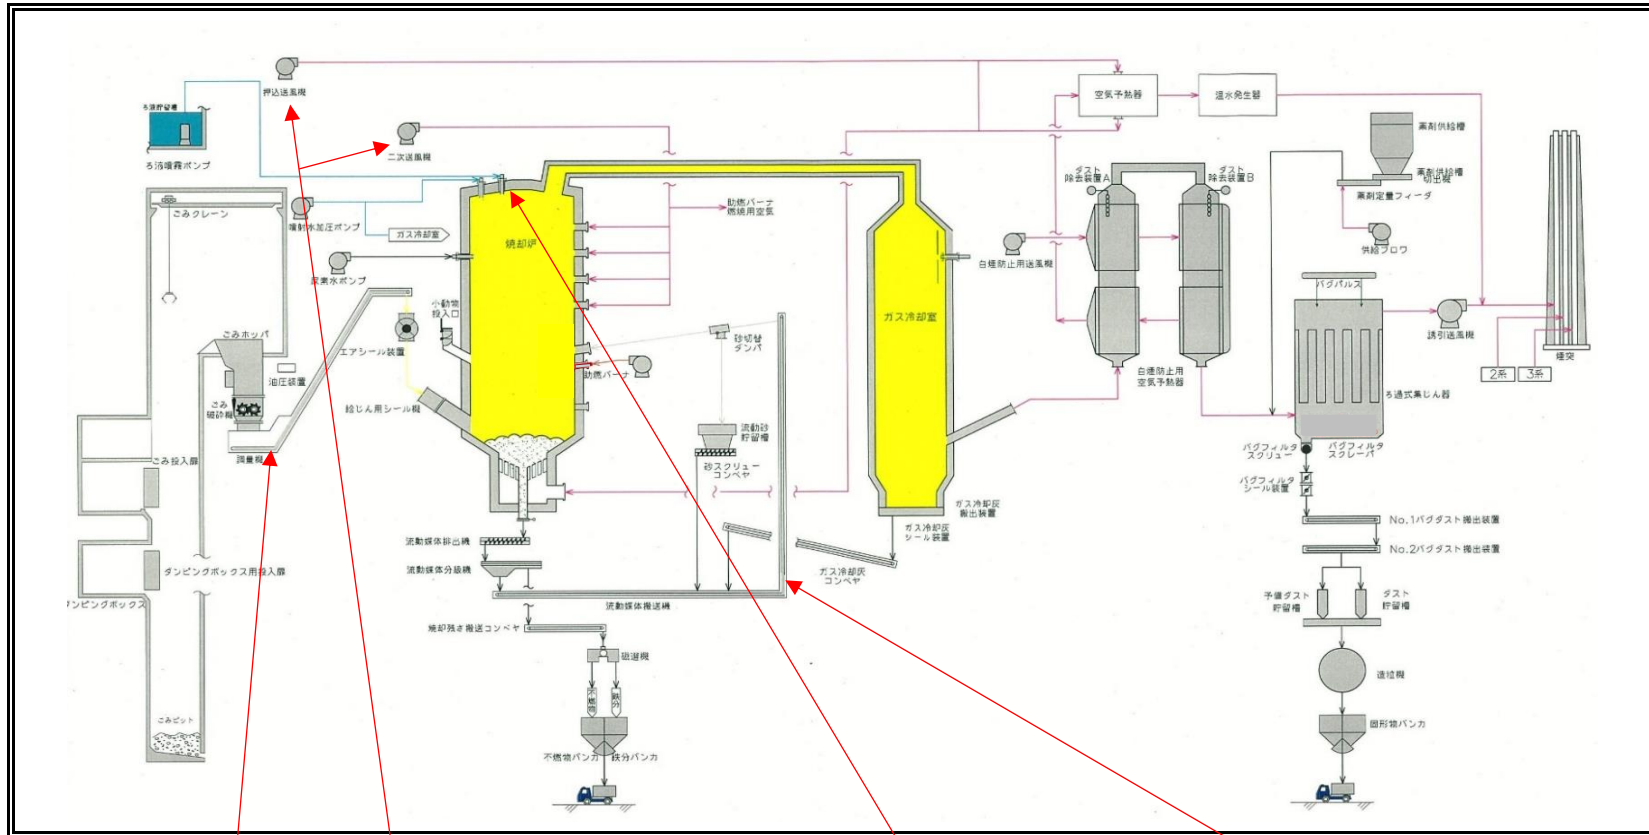 押込送風機
ろ液貯留槽
ろ液噴霧ポンプ
二次送風機
空気予熱器
温水発生器
薬剤供給槽
薬剤供給槽
切出機
薬剤定量フィーダ
供給ブロワ
ごみクレーン
噴射水加圧ポンプ
ガス冷却室
尿素水ポンプ
焼却炉
助燃バーナ
燃焼用空気
ダスト
除去装置A
ダスト
除去装置B
白煙防止用送風機
バグパルス
誘引送風機
煙突
2系
3系
小動物
投入口
ごみホッパ
エアシール装置
油圧装置
砂切替
ダンパ
助燃バーナ
ガス冷却室
白煙防止用
空気予熱器
ろ過式集じん器
ごみ
破砕機
給じん用シール機
調量機
流動砂
貯留槽
砂スクリュー
コンベヤ
バグフィルタ
スクリュー
バグフィルタ
スクレーパ
バグフィルタ
シール装置
ごみ投入扉
ガス冷却灰
搬出装置
ガス冷却灰
シール装置
No.1バグダスト搬出装置
No.2バグダスト搬出装置
流動媒体排出機
流動媒体分級機
ガス冷却灰
コンベヤ
ダンピングボックス用投入扉
ダンピングボックス
流動媒体搬送機
予備ダスト
貯留槽
ダスト
貯留槽
焼却残さ搬送コンベヤ
磁選機
不燃物
鉄分
造粒機
ごみピット
不燃物バンカ
鉄分バンカ
固形物バンカ